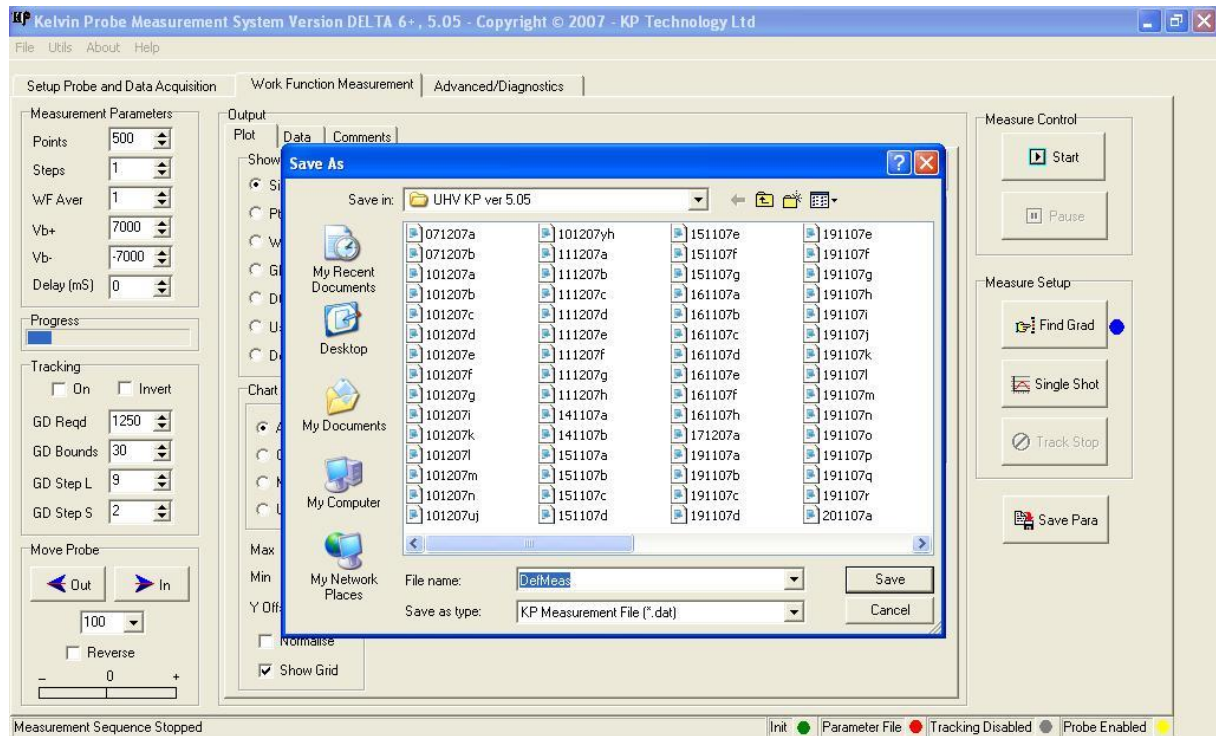 Kelvin Probe Measurement System Version DELTA 6+, 5.05 - Copyright © 2007 - KP Technology Ltd
File Utils About Help
Setup Probe and Data Acquisition
Work Function Measurement
Advanced/Diagnostics
Measurement Parameters
Points 500
Steps 1
WF Aver 1
Vb+ 7000
Vb- -7000
Delay (mS) 0
Progress
Tracking
On Invert
GD Reqd 1250
GD Bounds 30
GD Step L 9
GD Step S 2
Move Probe
Out In
100
Reverse
- 0 +
Output
Plot Data Comments
Show
Chart
Max
Min
Normalise
Show Grid
Save As
Save in: UHV KP ver 5.05
My Recent Documents
Desktop
My Documents
My Computer
My Network Places
071207a
071207b
101207a
101207b
101207c
101207d
101207e
101207f
101207g
101207i
101207k
101207l
101207m
101207n
101207uj
101207yh
111207a
111207b
111207c
111207d
111207e
111207f
111207g
111207h
141107a
141107b
151107a
151107b
151107c
151107d
151107e
151107f
151107g
161107a
161107b
161107c
161107d
161107e
161107f
161107h
171207a
191107a
191107b
191107c
191107d
191107e
191107f
191107g
191107h
191107i
191107j
191107k
191107l
191107m
191107n
191107o
191107p
191107q
191107r
201107a
File name: DefMeas
Save as type: KP Measurement File (*.dat)
Save
Cancel
Measure Control
Start
Pause
Measure Setup
Find Grad
Single Shot
Track Stop
Save Para
Measurement Sequence Stopped
Init Parameter File Tracking Disabled Probe Enabled